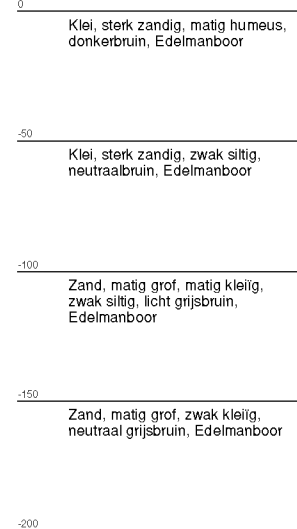 0
Klei, sterk zandig, matig humeus,
donkerbruin, Edelmanboor
-50
Klei, sterk zandig, zwak siltig,
neutraalbruin, Edelmanboor
-100
Zand, matig grof, matig kleiïg,
zwak siltig, licht grijsbruin,
Edelmanboor
-150
Zand, matig grof, zwak kleiïg,
neutraal grijsbruin, Edelmanboor
-200